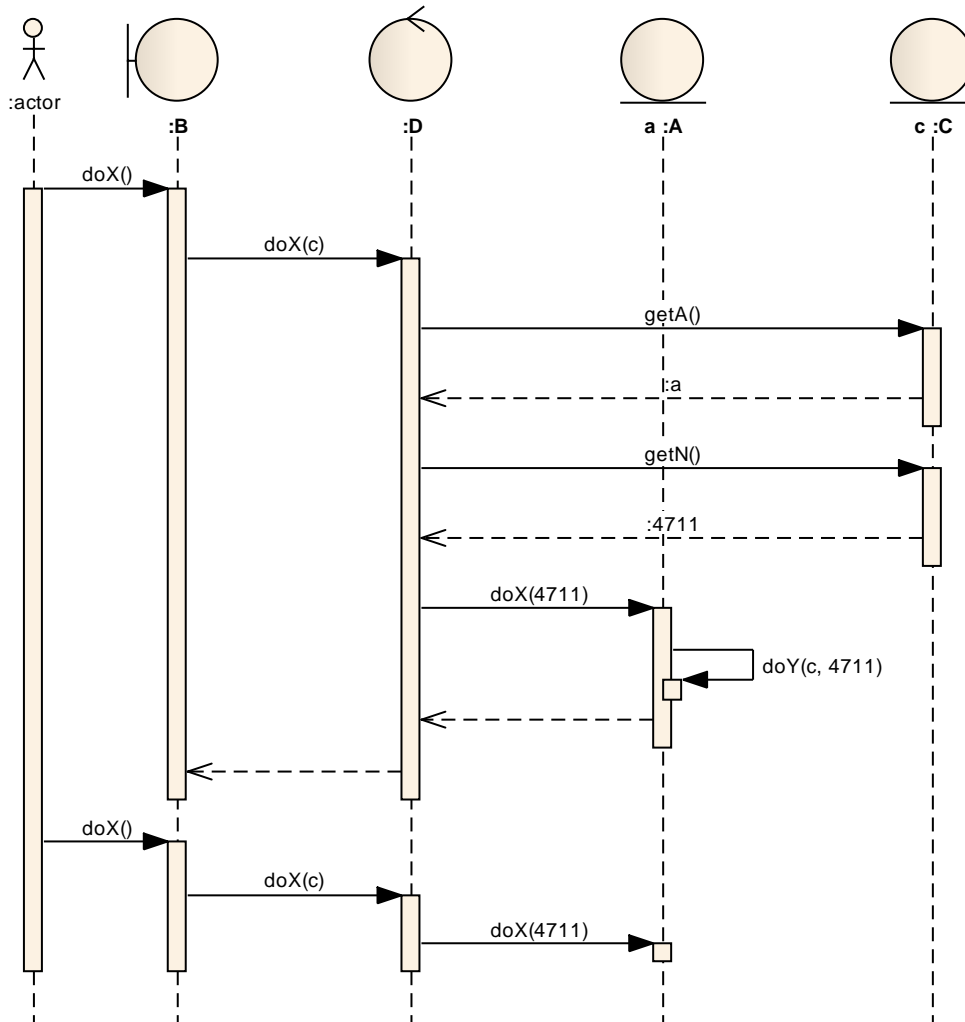 :actor
:B
:D
a :A
c :C
doX()
doX(c)
getA()
:a
getN()
:4711
doX(4711)
doY(c, 4711)
doX()
doX(c)
doX(4711)